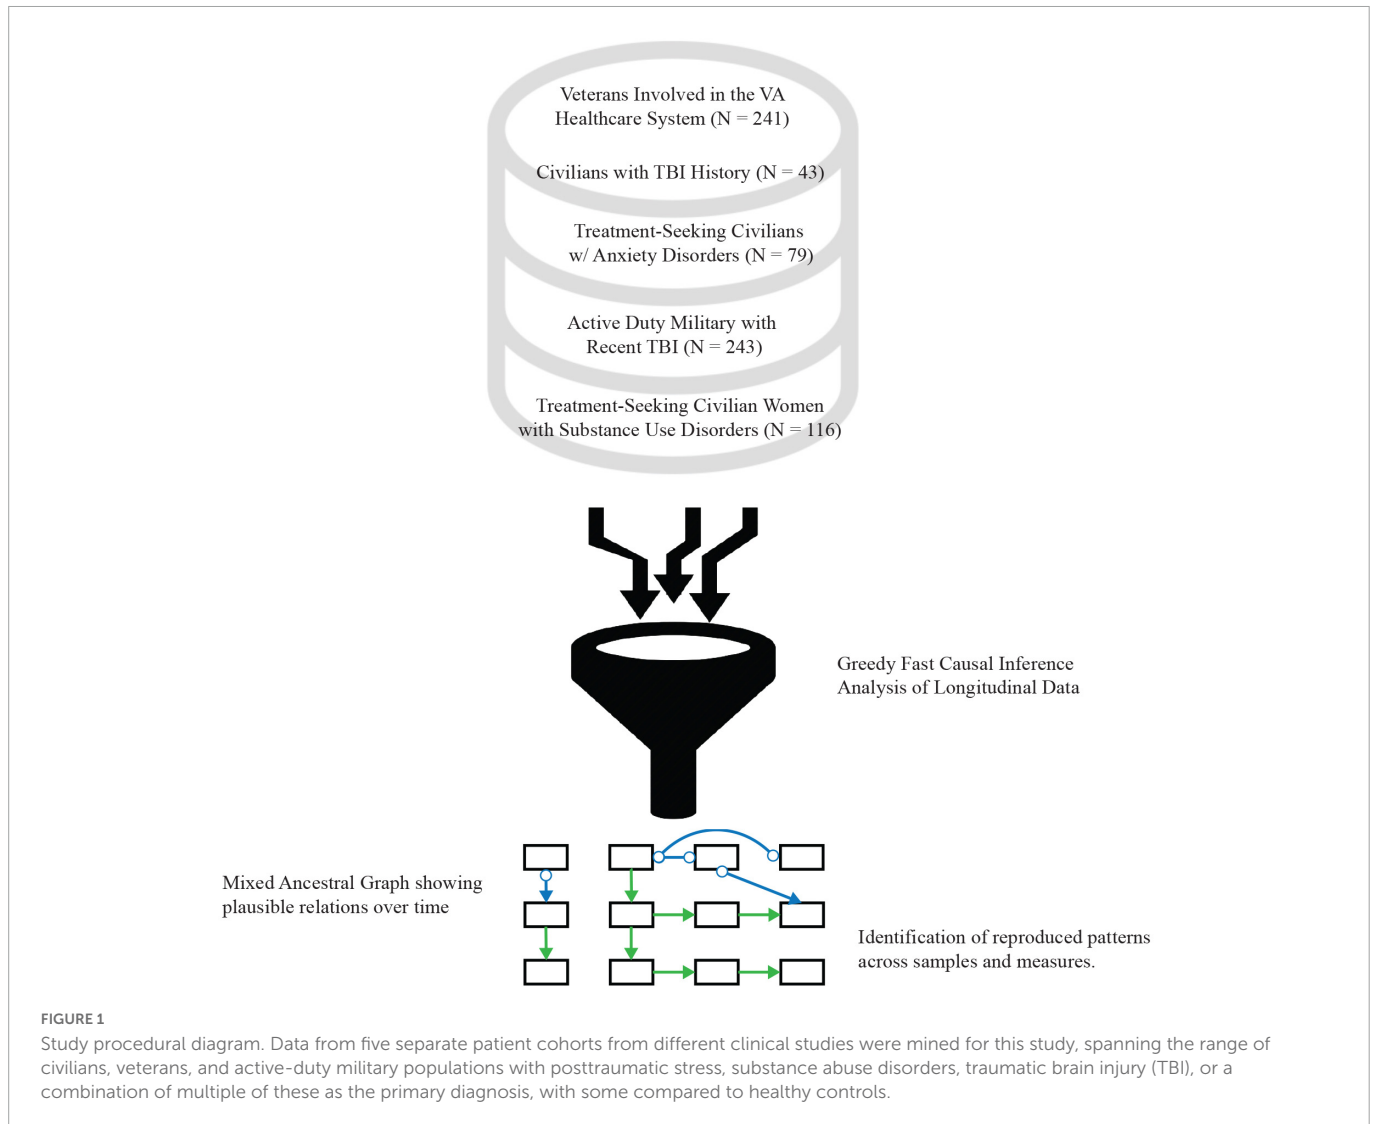 Veterans Involved in the VA
Healthcare System (N = 241)
Civilians with TBI History (N = 43)
Treatment-Seeking Civilians
w/ Anxiety Disorders (N = 79)
Active Duty Military with
Recent TBI (N = 243)
Treatment-Seeking Civilian Women
with Substance Use Disorders (N = 116)
Greedy Fast Causal Inference
Analysis of Longitudinal Data
Mixed Ancestral Graph showing
plausible relations over time
Identification of reproduced patterns
across samples and measures.
FIGURE 1
Study procedural diagram. Data from five separate patient cohorts from different clinical studies were mined for this study, spanning the range of
civilians, veterans, and active-duty military populations with posttraumatic stress, substance abuse disorders, traumatic brain injury (TBI), or a
combination of multiple of these as the primary diagnosis, with some compared to healthy controls.